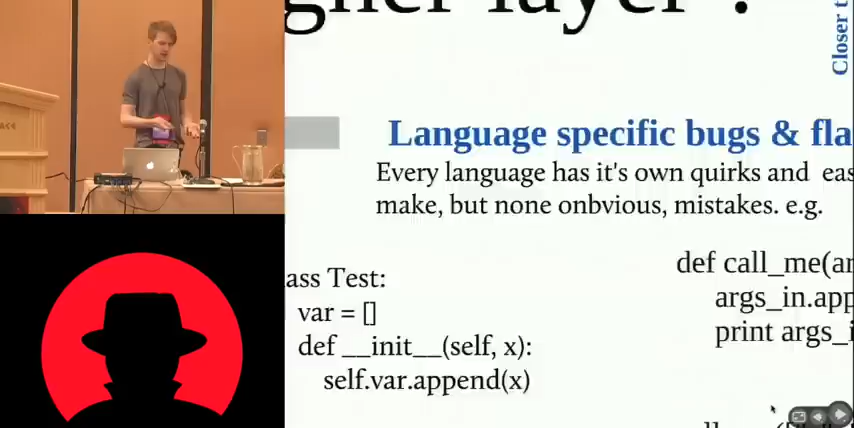 Closer t
Language specific bugs & fla
Every language has it's own quirks and eas
make, but none onbvious, mistakes. e.g.
ass Test:
var = []
def __init__(self, x):
self.var.append(x)
def call_me(ar
args_in.app
print args_i